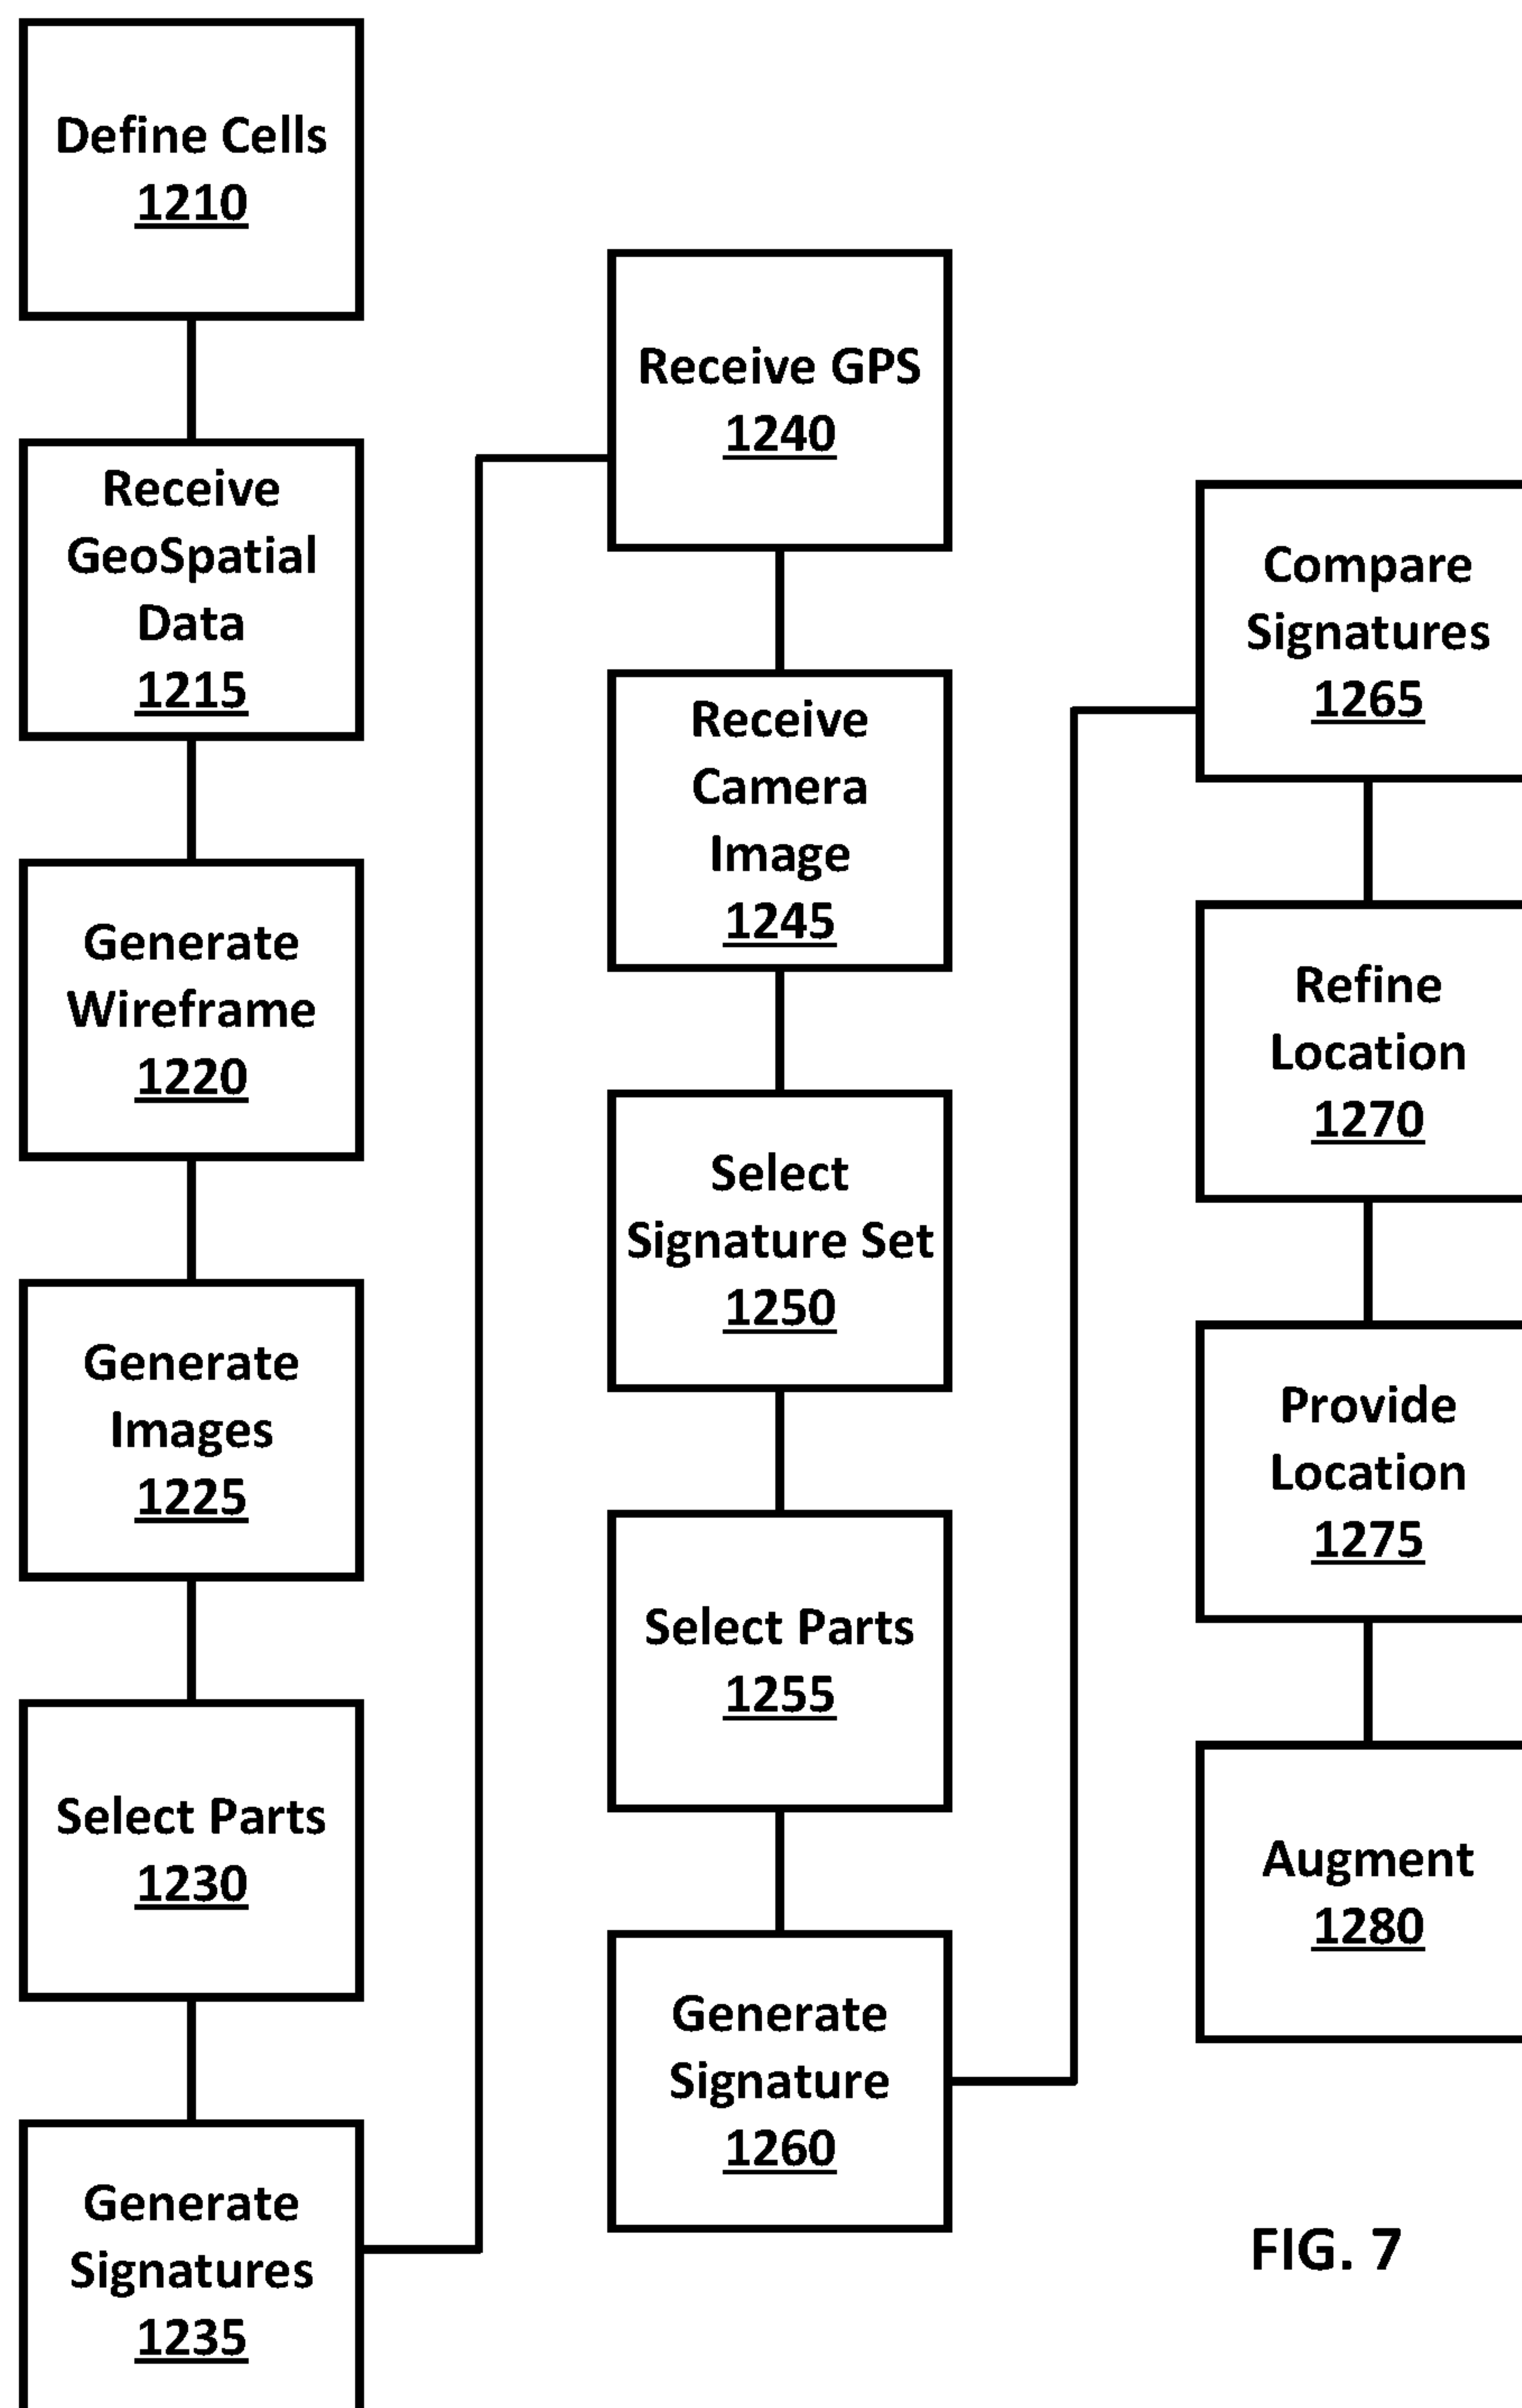 Define Cells
1210
Receive
GeoSpatial
Data
1215
Generate
Wireframe
1220
Generate
Images
1225
Select Parts
1230
Generate
Signatures
1235
Receive GPS
1240
Receive
Camera
Image
1245
Select
Signature Set
1250
Select Parts
1255
Generate
Signature
1260
Compare
Signatures
1265
Refine
Location
1270
Provide
Location
1275
Augment
1280
FIG. 7